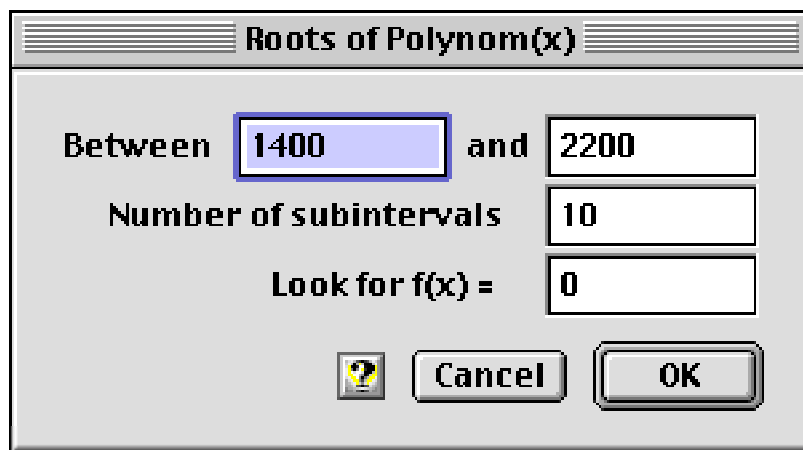 Roots of Polynom(x)
Between 1400 and 2200
Number of subintervals 10
Look for f(x) = 0
? Cancel OK